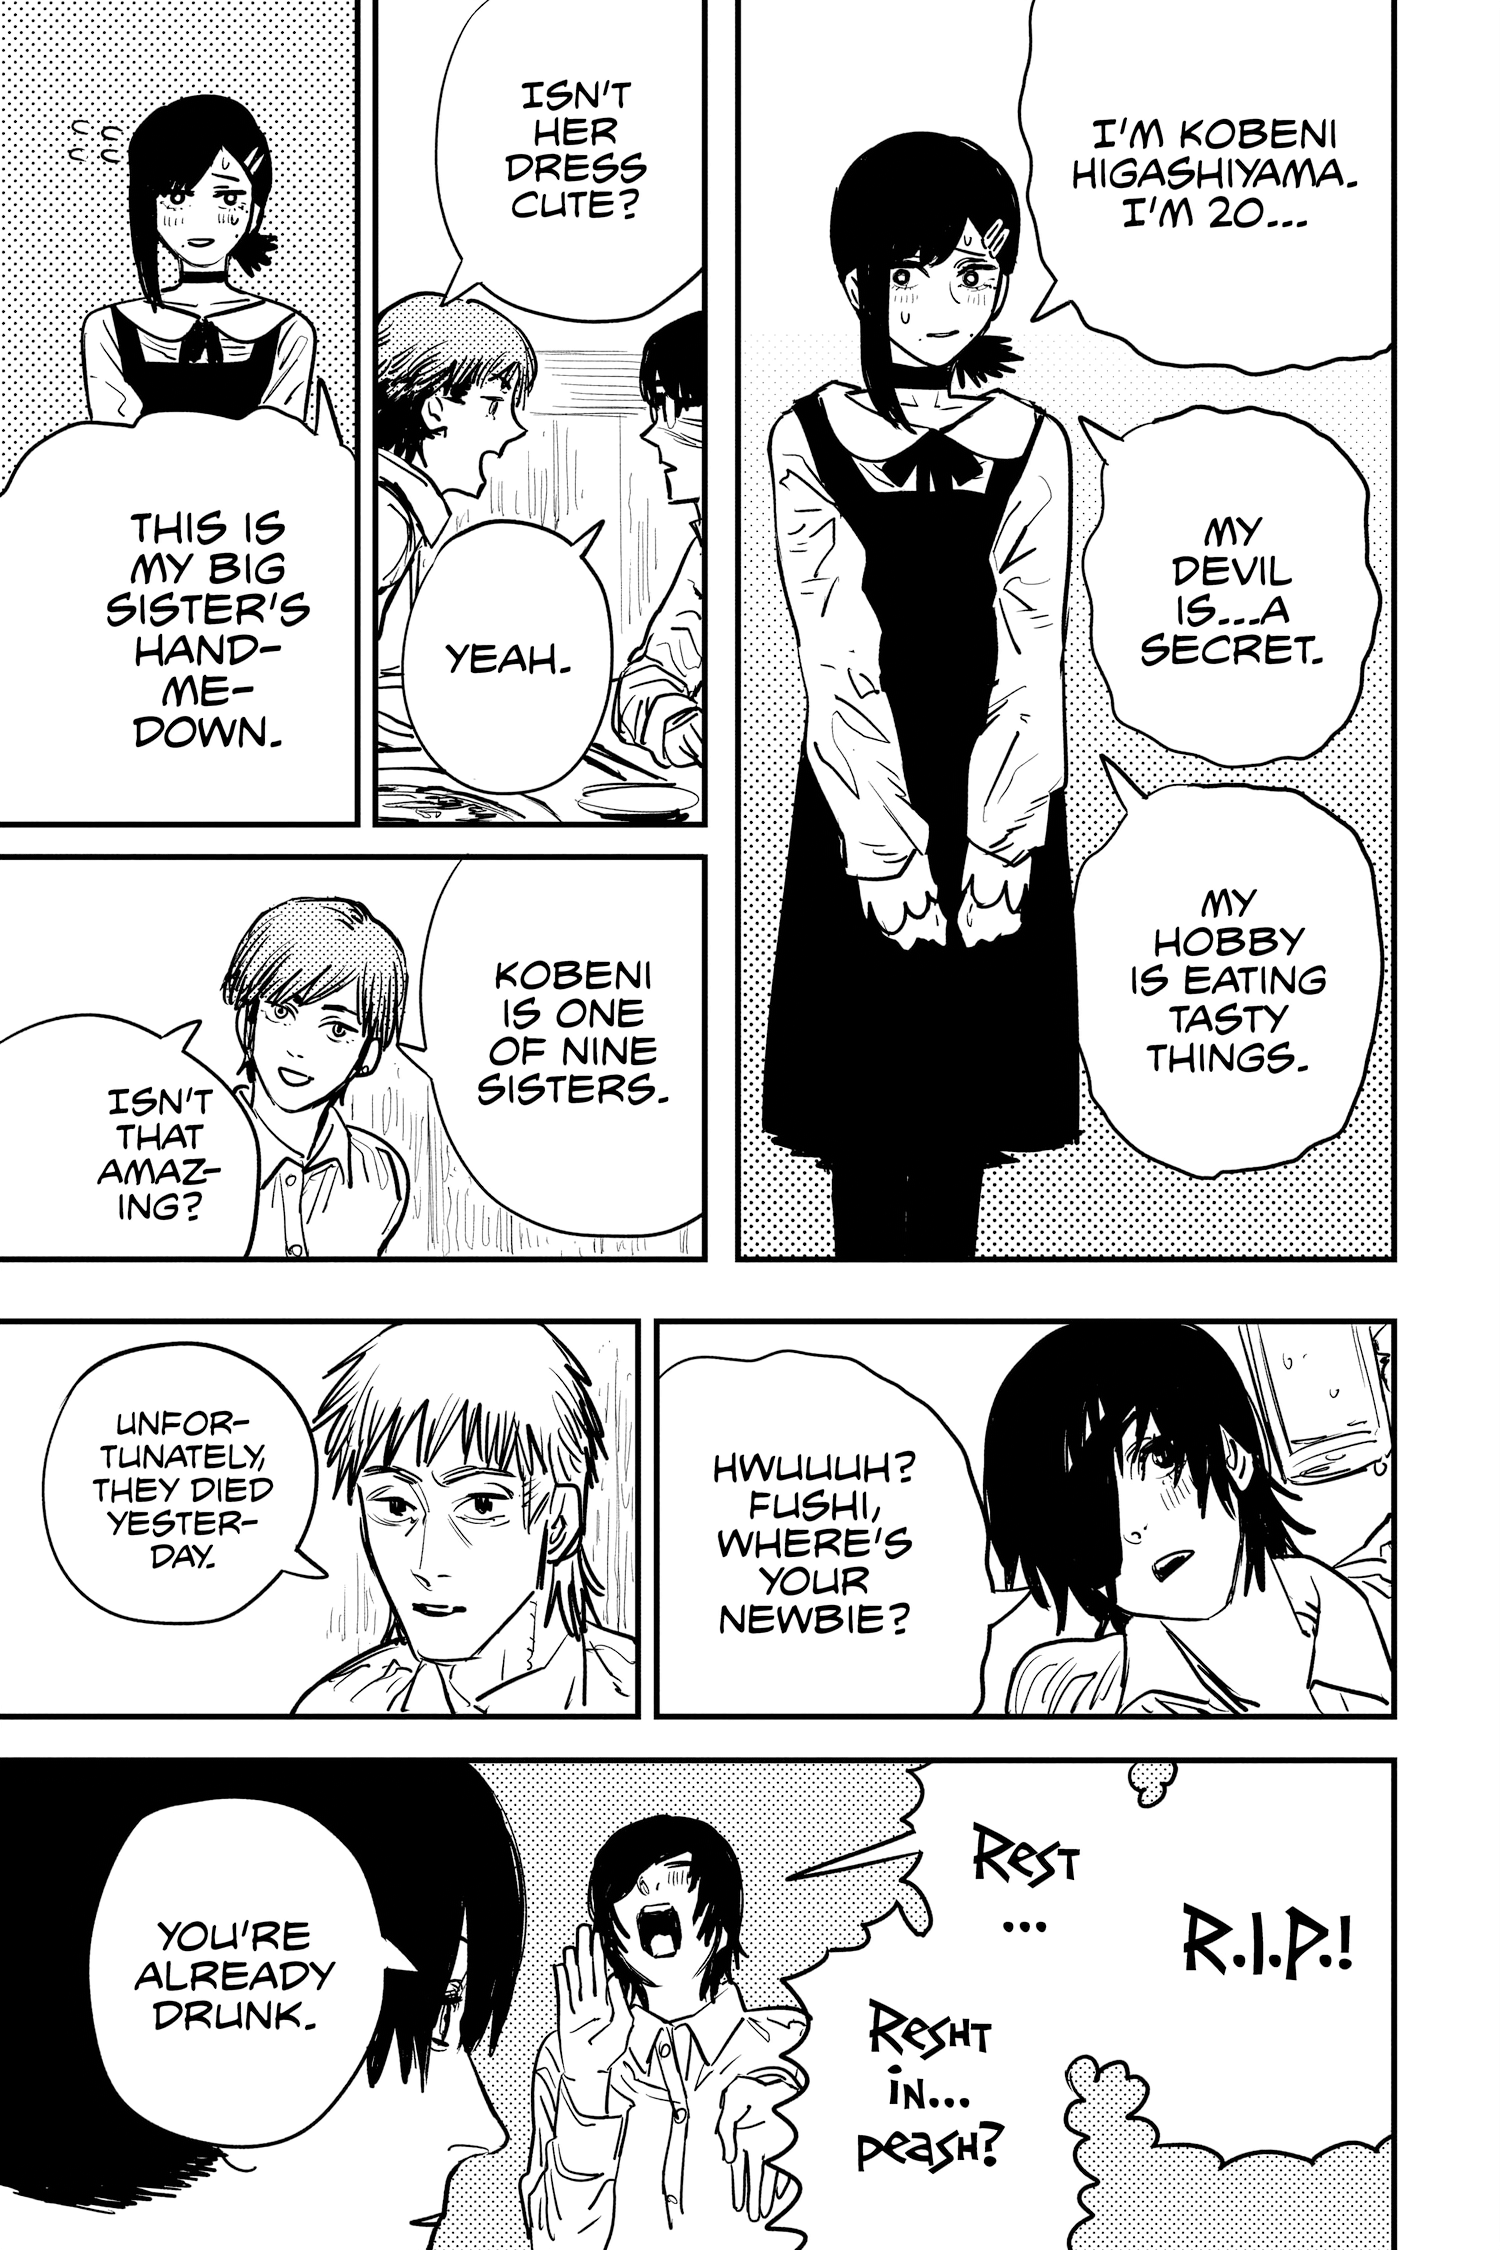 I'M KOBENI
HIGASHIYAMA.
I'M 20...
MY
DEVIL
IS...A
SECRET.
MY
HOBBY
IS EATING
TASTY
THINGS.
ISN'T
HER
DRESS
CUTE?
YEAH.
THIS IS
MY BIG
SISTER'S
HAND-
ME-
DOWN.
KOBENI
IS ONE
OF NINE
SISTERS.
ISN'T
THAT
AMAZ-
ING?
HWUUUH?
FUSHI,
WHERE'S
YOUR
NEWBIE?
UNFOR-
TUNATELY,
THEY DIED
YESTER-
DAY.
R.I.P.!
REST
...
RESHT
IN...
PEASH?
YOU'RE
ALREADY
DRUNK.